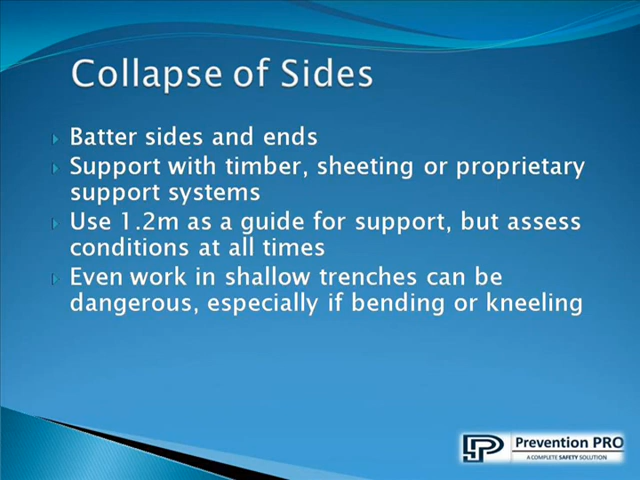 Collapse of Sides
Batter sides and ends
Support with timber, sheeting or proprietary
support systems
Use 1.2m as a guide for support, but assess
conditions at all times
Even work in shallow trenches can be
dangerous, especially if bending or kneeling
Prevention PRO
A COMPLETE SAFETY SOLUTION